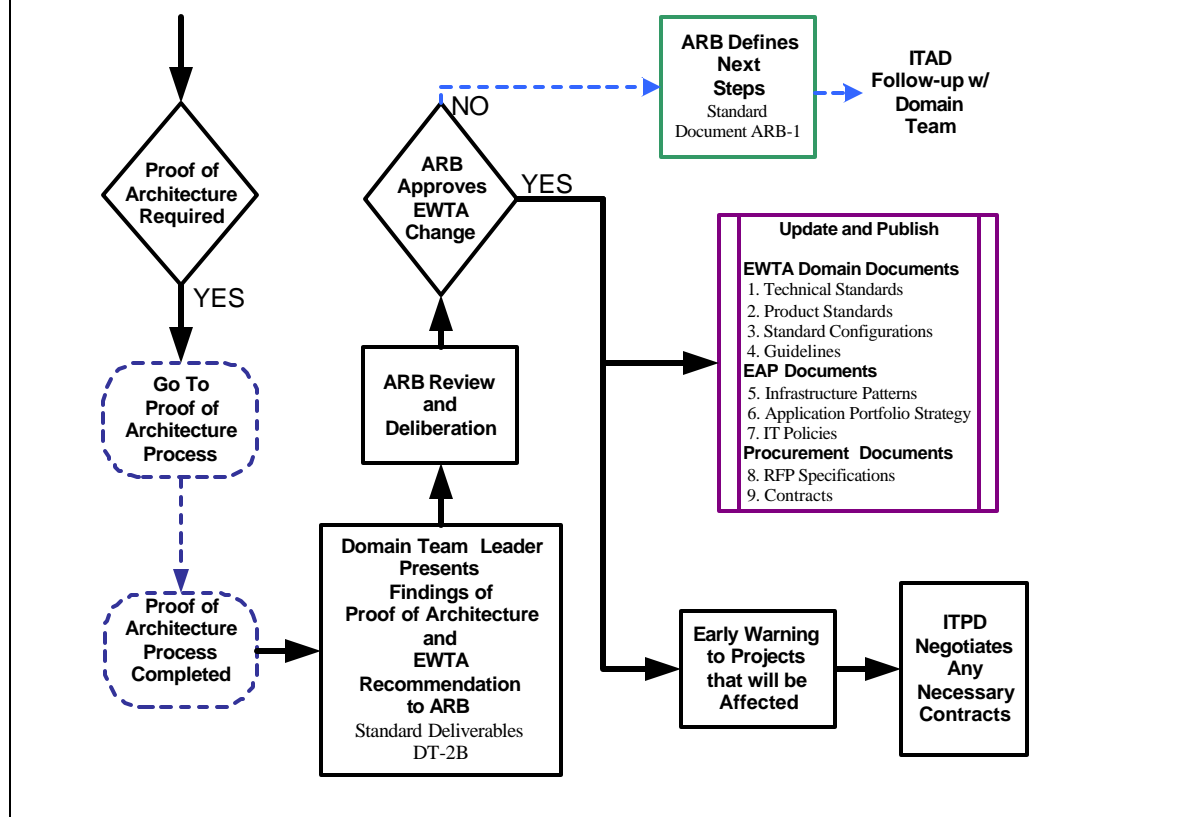 Proof of
Architecture
Required
YES
Go To
Proof of
Architecture
Process
Proof of
Architecture
Process
Completed
Domain Team Leader
Presents
Findings of
Proof of Architecture
and
EWTA
Recommendation
to ARB
Standard Deliverables
DT-2B
ARB Review
and
Deliberation
ARB
Approves
EWTA
Change
NO
YES
ARB Defines
Next
Steps
Standard
Document ARB-1
ITAD
Follow-up w/
Domain
Team
Update and Publish
EWTA Domain Documents
1. Technical Standards
2. Product Standards
3. Standard Configurations
4. Guidelines
EAP Documents
5. Infrastructure Patterns
6. Application Portfolio Strategy
7. IT Policies
Procurement Documents
8. RFP Specifications
9. Contracts
Early Warning
to Projects
that will be
Affected
ITPD
Negotiates
Any
Necessary
Contracts